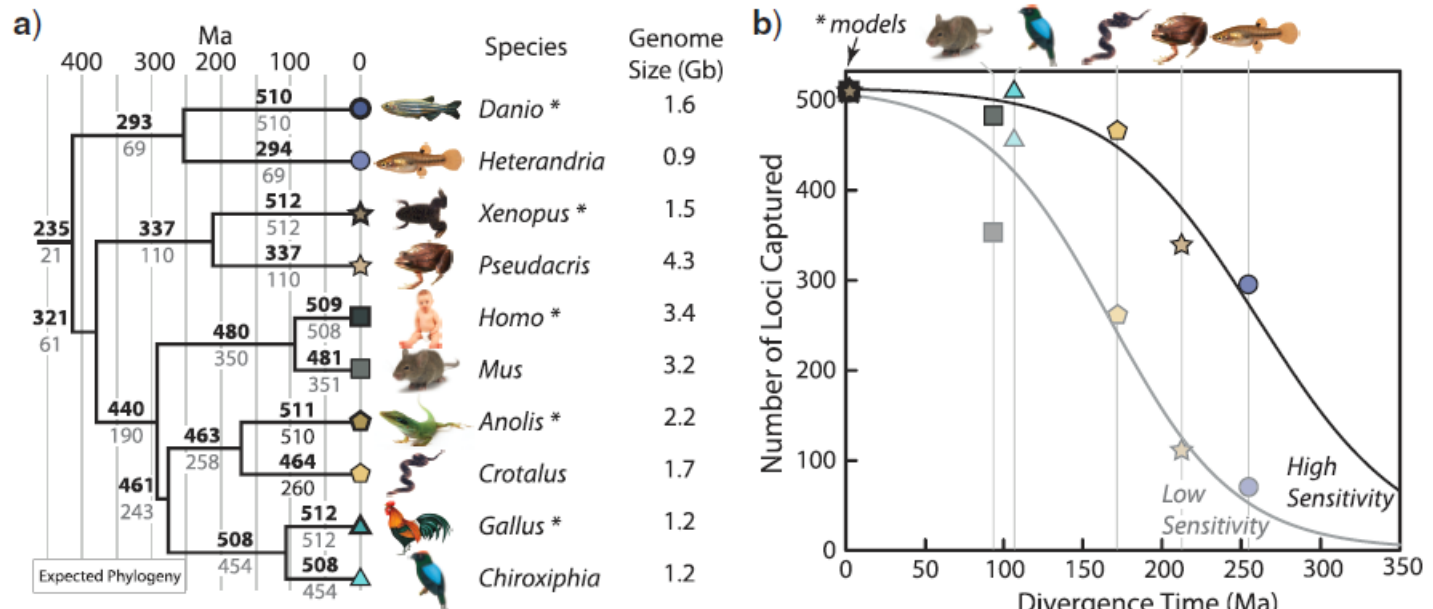 a)
Ma
400 300 200 100 0
Species
Genome
Size (Gb)
510
510
Danio *
1.6
293
69
294
69
Heterandria
0.9
512
512
Xenopus *
1.5
235
21
337
110
337
110
Pseudacris
4.3
321
61
509
508
Homo *
3.4
480
350
481
351
Mus
3.2
440
190
511
510
Anolis *
2.2
463
258
464
260
Crotalus
1.7
461
243
512
512
Gallus *
1.2
508
454
508
454
Chiroxiphia
1.2
Expected Phylogeny
b)
* models
Number of Loci Captured
500
400
300
200
100
0
High
Sensitivity
Low
Sensitivity
0 50 100 150 200 250 300 350
Divergence Time (Ma)